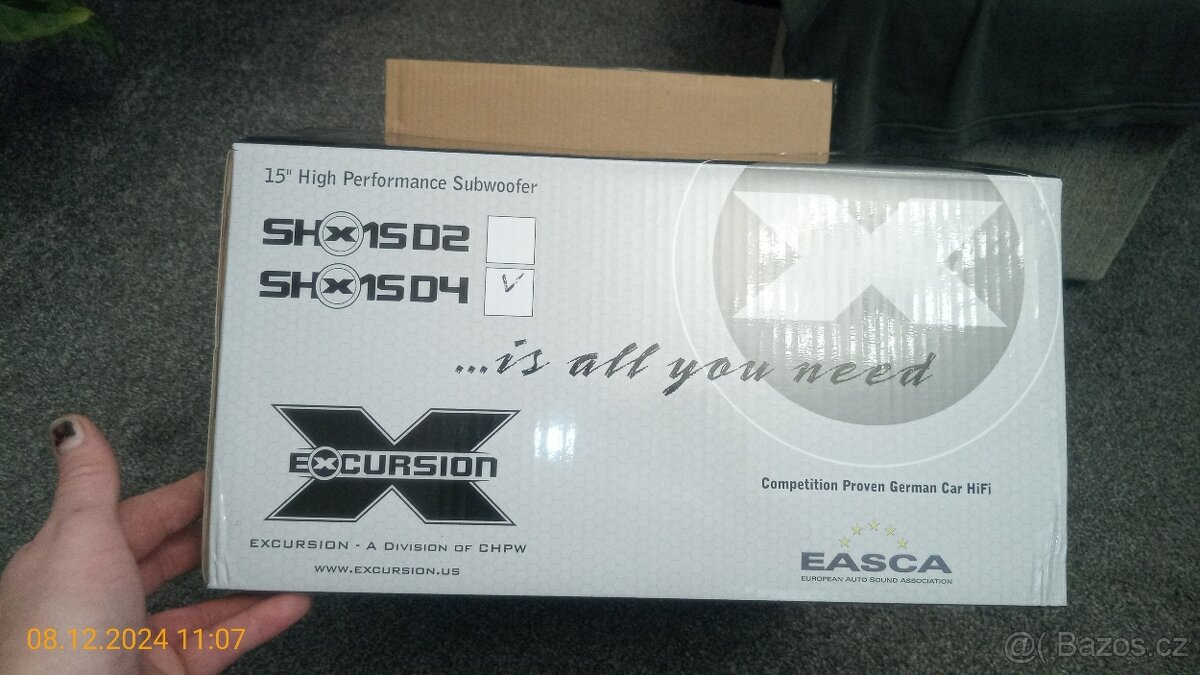 15" High Performance Subwoofer
SHX15D2
SHX15D4
...is all you need
EXCURSION
EXCURSION - A DIVISION OF CHPW
WWW.EXCURSION.US
Competition Proven German Car HiFi
EASCA
EUROPEAN AUTO SOUND ASSOCIATION
08.12.2024 11:07
@( Bazos.cz